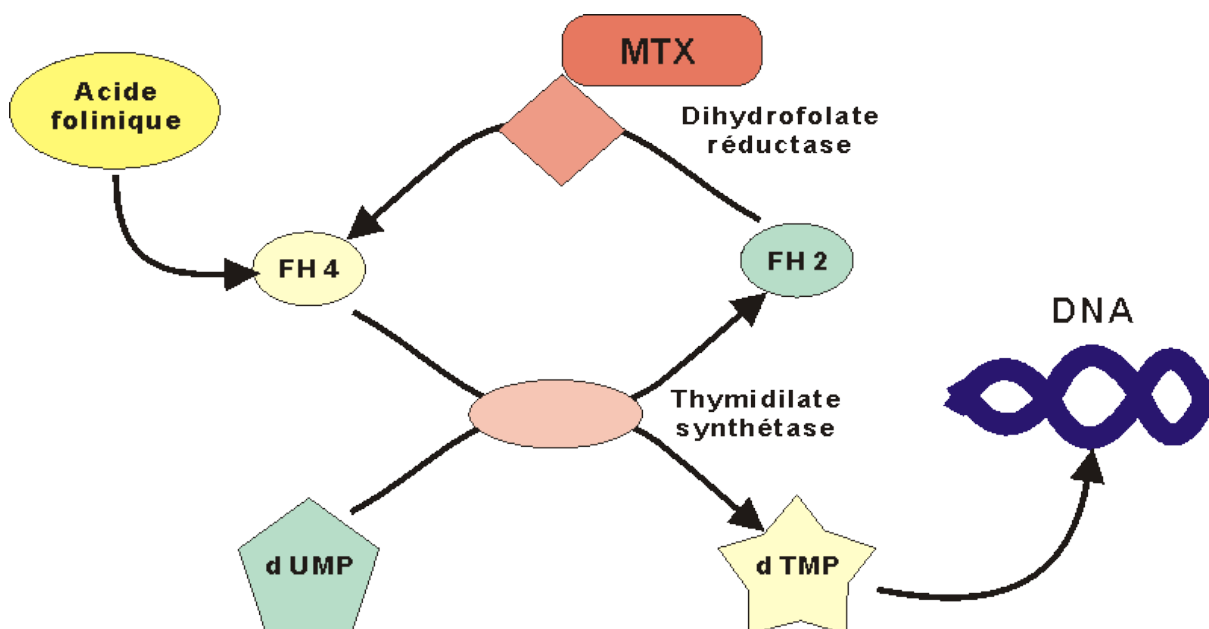 MTX
Acide
folinique
Dihydrofolate
réductase
FH 4
FH 2
DNA
Thymidilate
synthétase
d UMP
d TMP